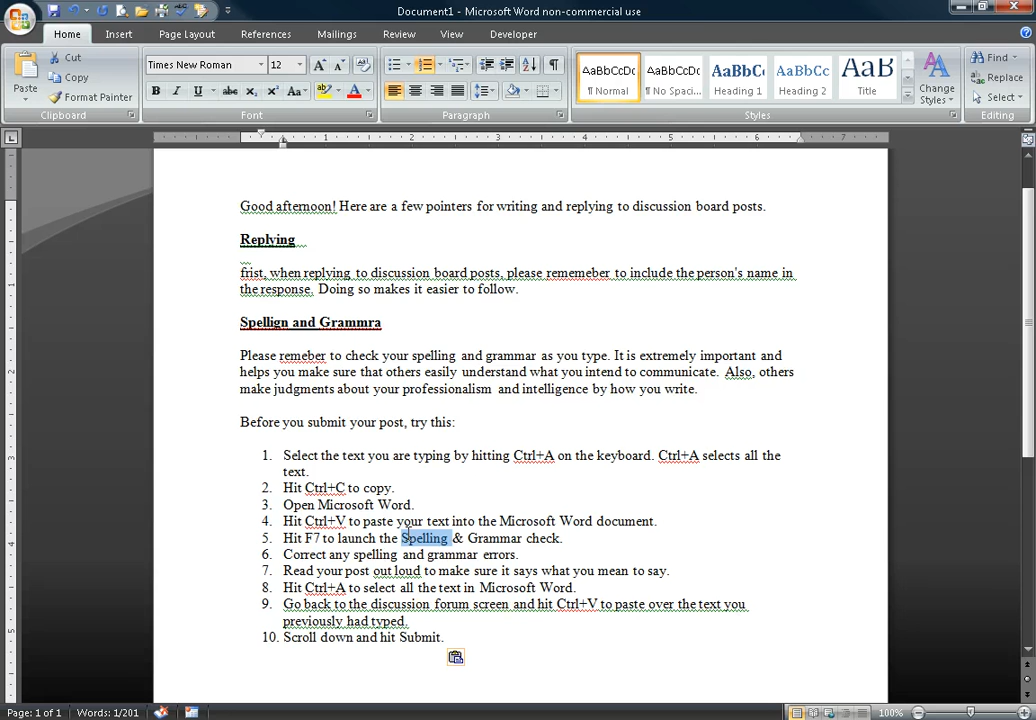 Document1 - Microsoft Word non-commercial use
Home Insert Page Layout References Mailings Review View Developer
Paste Cut Copy Format Painter Clipboard
Times New Roman 12 Font
Paragraph
AaBbCcDc ¶ Normal AaBbCcDc ¶ No Spaci... AaBbC Heading 1 AaBbCc Heading 2 AaB Title Change Styles Styles
Find Replace Select Editing
Good afternoon! Here are a few pointers for writing and replying to discussion board posts.
Replying
frist, when replying to discussion board posts, please rememeber to include the person's name in
the response. Doing so makes it easier to follow.
Spellign and Grammra
Please remeber to check your spelling and grammar as you type. It is extremely important and
helps you make sure that others easily understand what you intend to communicate. Also, others
make judgments about your professionalism and intelligence by how you write.
Before you submit your post, try this:
1. Select the text you are typing by hitting Ctrl+A on the keyboard. Ctrl+A selects all the
text.
2. Hit Ctrl+C to copy.
3. Open Microsoft Word.
4. Hit Ctrl+V to paste your text into the Microsoft Word document.
5. Hit F7 to launch the Spelling & Grammar check.
6. Correct any spelling and grammar errors.
7. Read your post out loud to make sure it says what you mean to say.
8. Hit Ctrl+A to select all the text in Microsoft Word.
9. Go back to the discussion forum screen and hit Ctrl+V to paste over the text you
previously had typed.
10. Scroll down and hit Submit.
Page: 1 of 1 Words: 1/201 100%